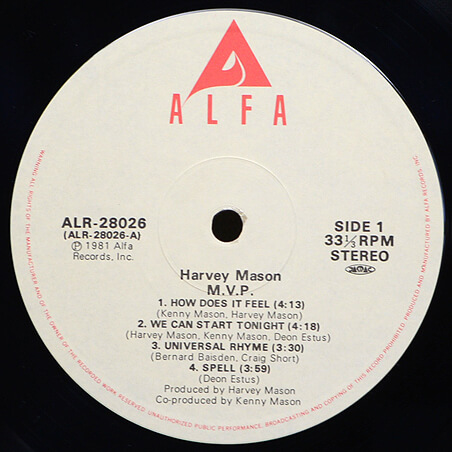 ALFA
ALR-28026
(ALR-28026-A)
Ⓟ 1981 Alfa
Records, Inc.
SIDE 1
33 1/3 RPM
STEREO
JASRAC
Harvey Mason
M.V.P.
1. HOW DOES IT FEEL (4:13)
(Kenny Mason, Harvey Mason)
2. WE CAN START TONIGHT (4:18)
(Harvey Mason, Kenny Mason, Deon Estus)
3. UNIVERSAL RHYME (3:30)
(Bernard Baisden, Craig Short)
4. SPELL (3:59)
(Deon Estus)
Produced by Harvey Mason
Co-produced by Kenny Mason
WARNING: ALL RIGHTS OF THE MANUFACTURER AND OF THE OWNER OF THE RECORDED WORK RESERVED. UNAUTHORIZED PUBLIC PERFORMANCE, BROADCASTING AND COPYING OF THIS RECORD PROHIBITED. MANUFACTURED BY ALFA RECORDS, INC.